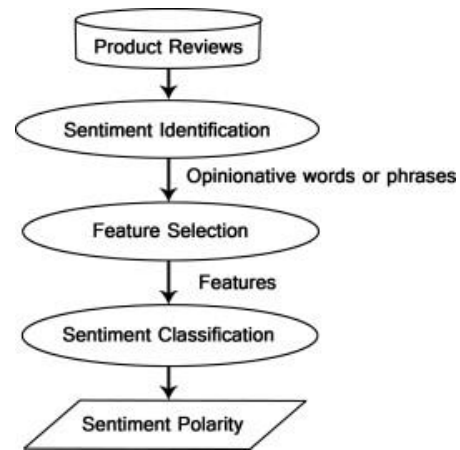 Product Reviews
Sentiment Identification
Opinionative words or phrases
Feature Selection
Features
Sentiment Classification
Sentiment Polarity